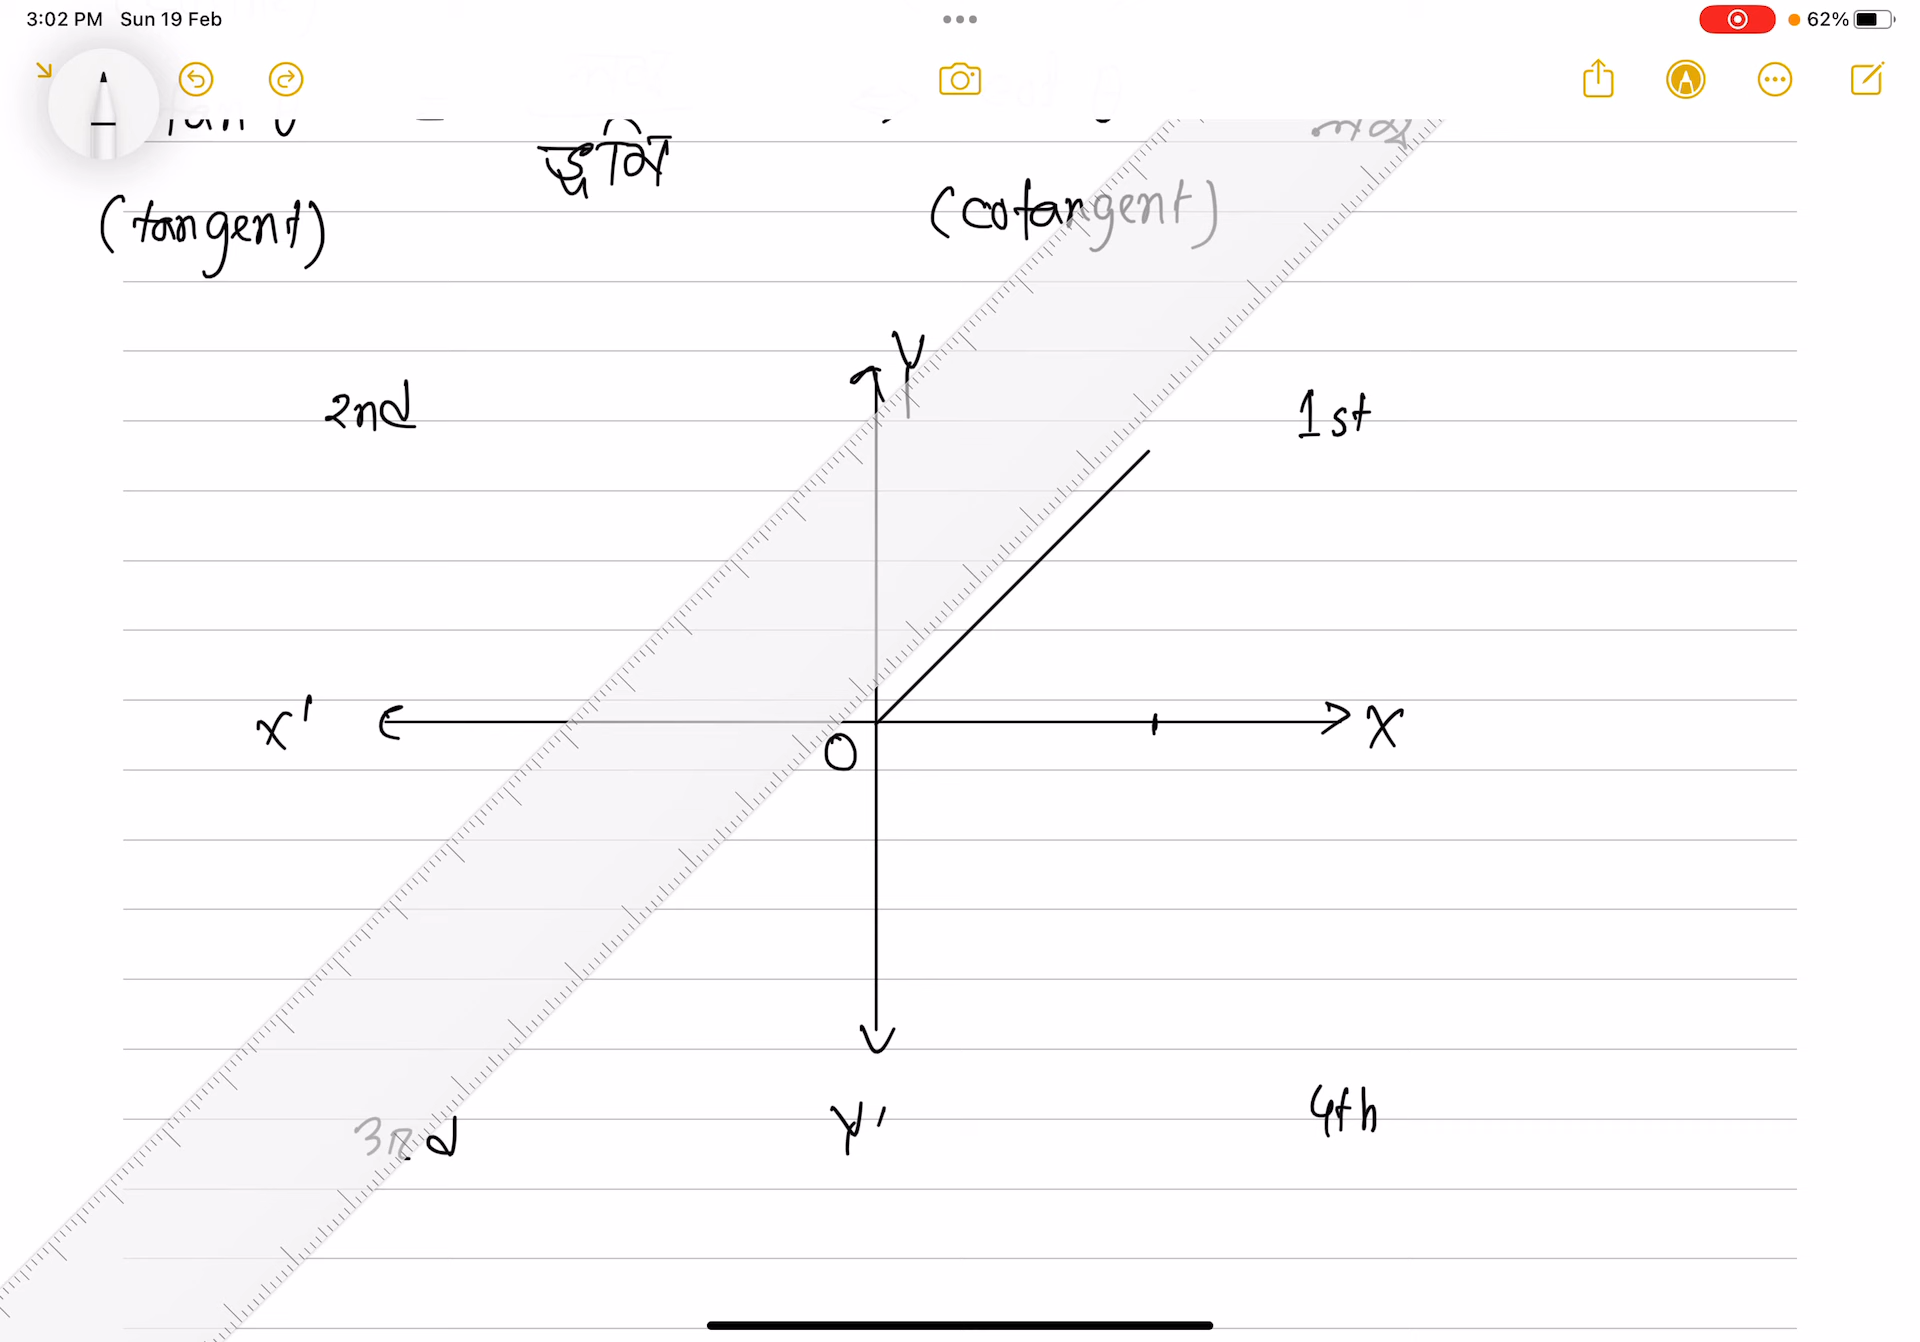 3:02 PM Sun 19 Feb
62%
ভূমি
(tangent) (cotangent)
Y
2nd 1st
X' O X
3rd Y' 4th